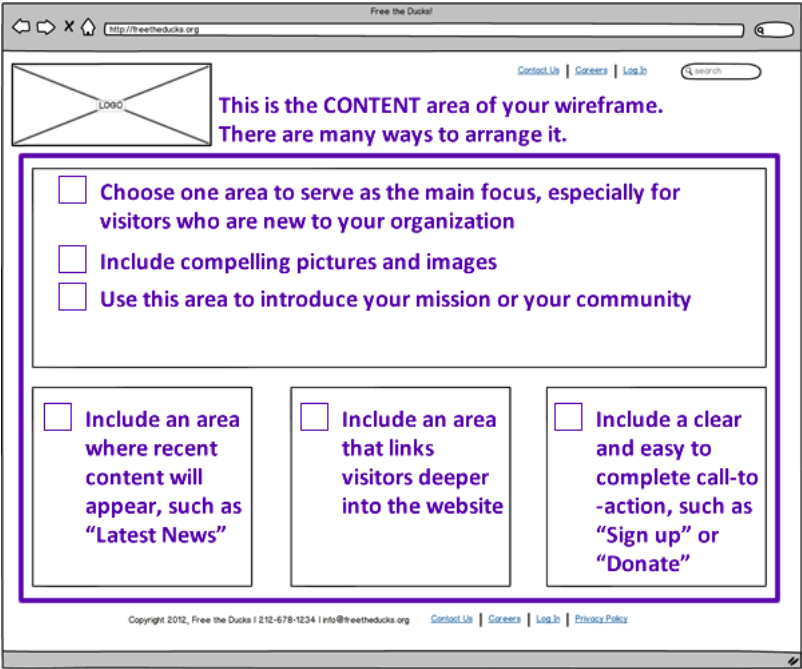 Free the Ducks!
http://freetheducks.org
Contact Us | Careers | Log In
search
LOGO
This is the CONTENT area of your wireframe.
There are many ways to arrange it.
Choose one area to serve as the main focus, especially for
visitors who are new to your organization
Include compelling pictures and images
Use this area to introduce your mission or your community
Include an area
where recent
content will
appear, such as
“Latest News”
Include an area
that links
visitors deeper
into the website
Include a clear
and easy to
complete call-to
-action, such as
“Sign up” or
“Donate”
Copyright 2012, Free the Ducks | 212-678-1234 | info@freetheducks.org Contact Us | Careers | Log In | Privacy Policy